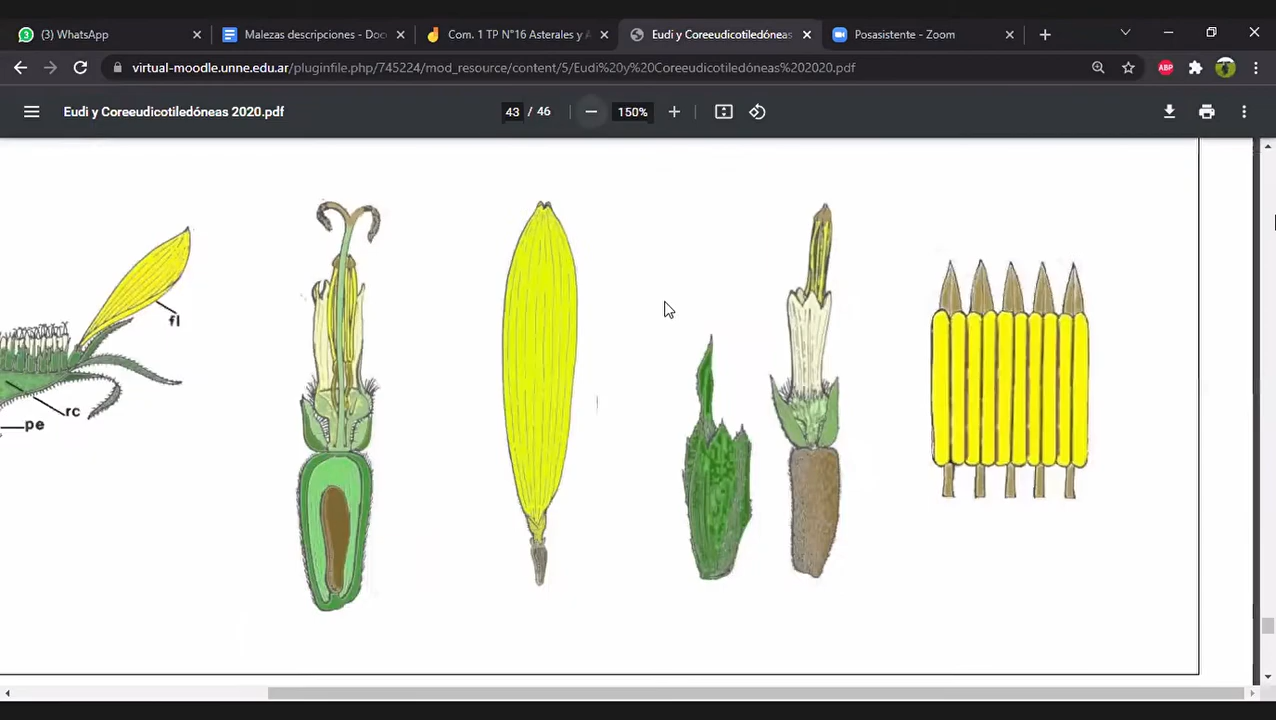 (3) WhatsApp
Malezas descripciones - Doc
Com. 1 TP N°16 Asterales y A
Eudi y Coreeudicotiledóneas
Posasistente - Zoom
virtual-moodle.unne.edu.ar/pluginfile.php/745224/mod_resource/content/5/Eudi%20y%20Coreeudicotiledóneas%202020.pdf
ABP
Eudi y Coreeudicotiledóneas 2020.pdf
43 / 46
150%
fl
rc
pe